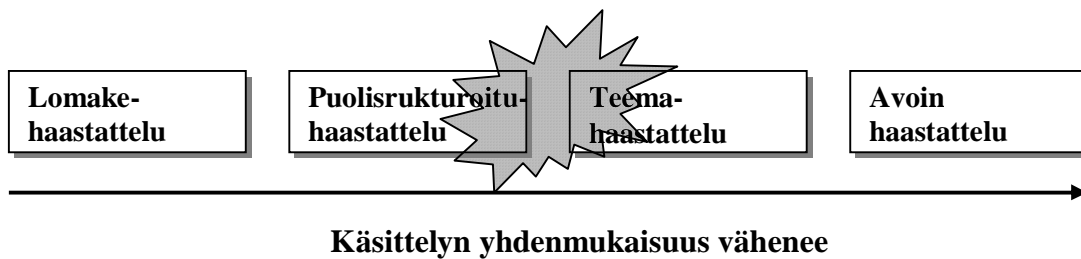 Lomake-
haastattelu
Puolisrukturoitu-
haastattelu
Teema-
haastattelu
Avoin
haastattelu
Käsittelyn yhdenmukaisuus vähenee